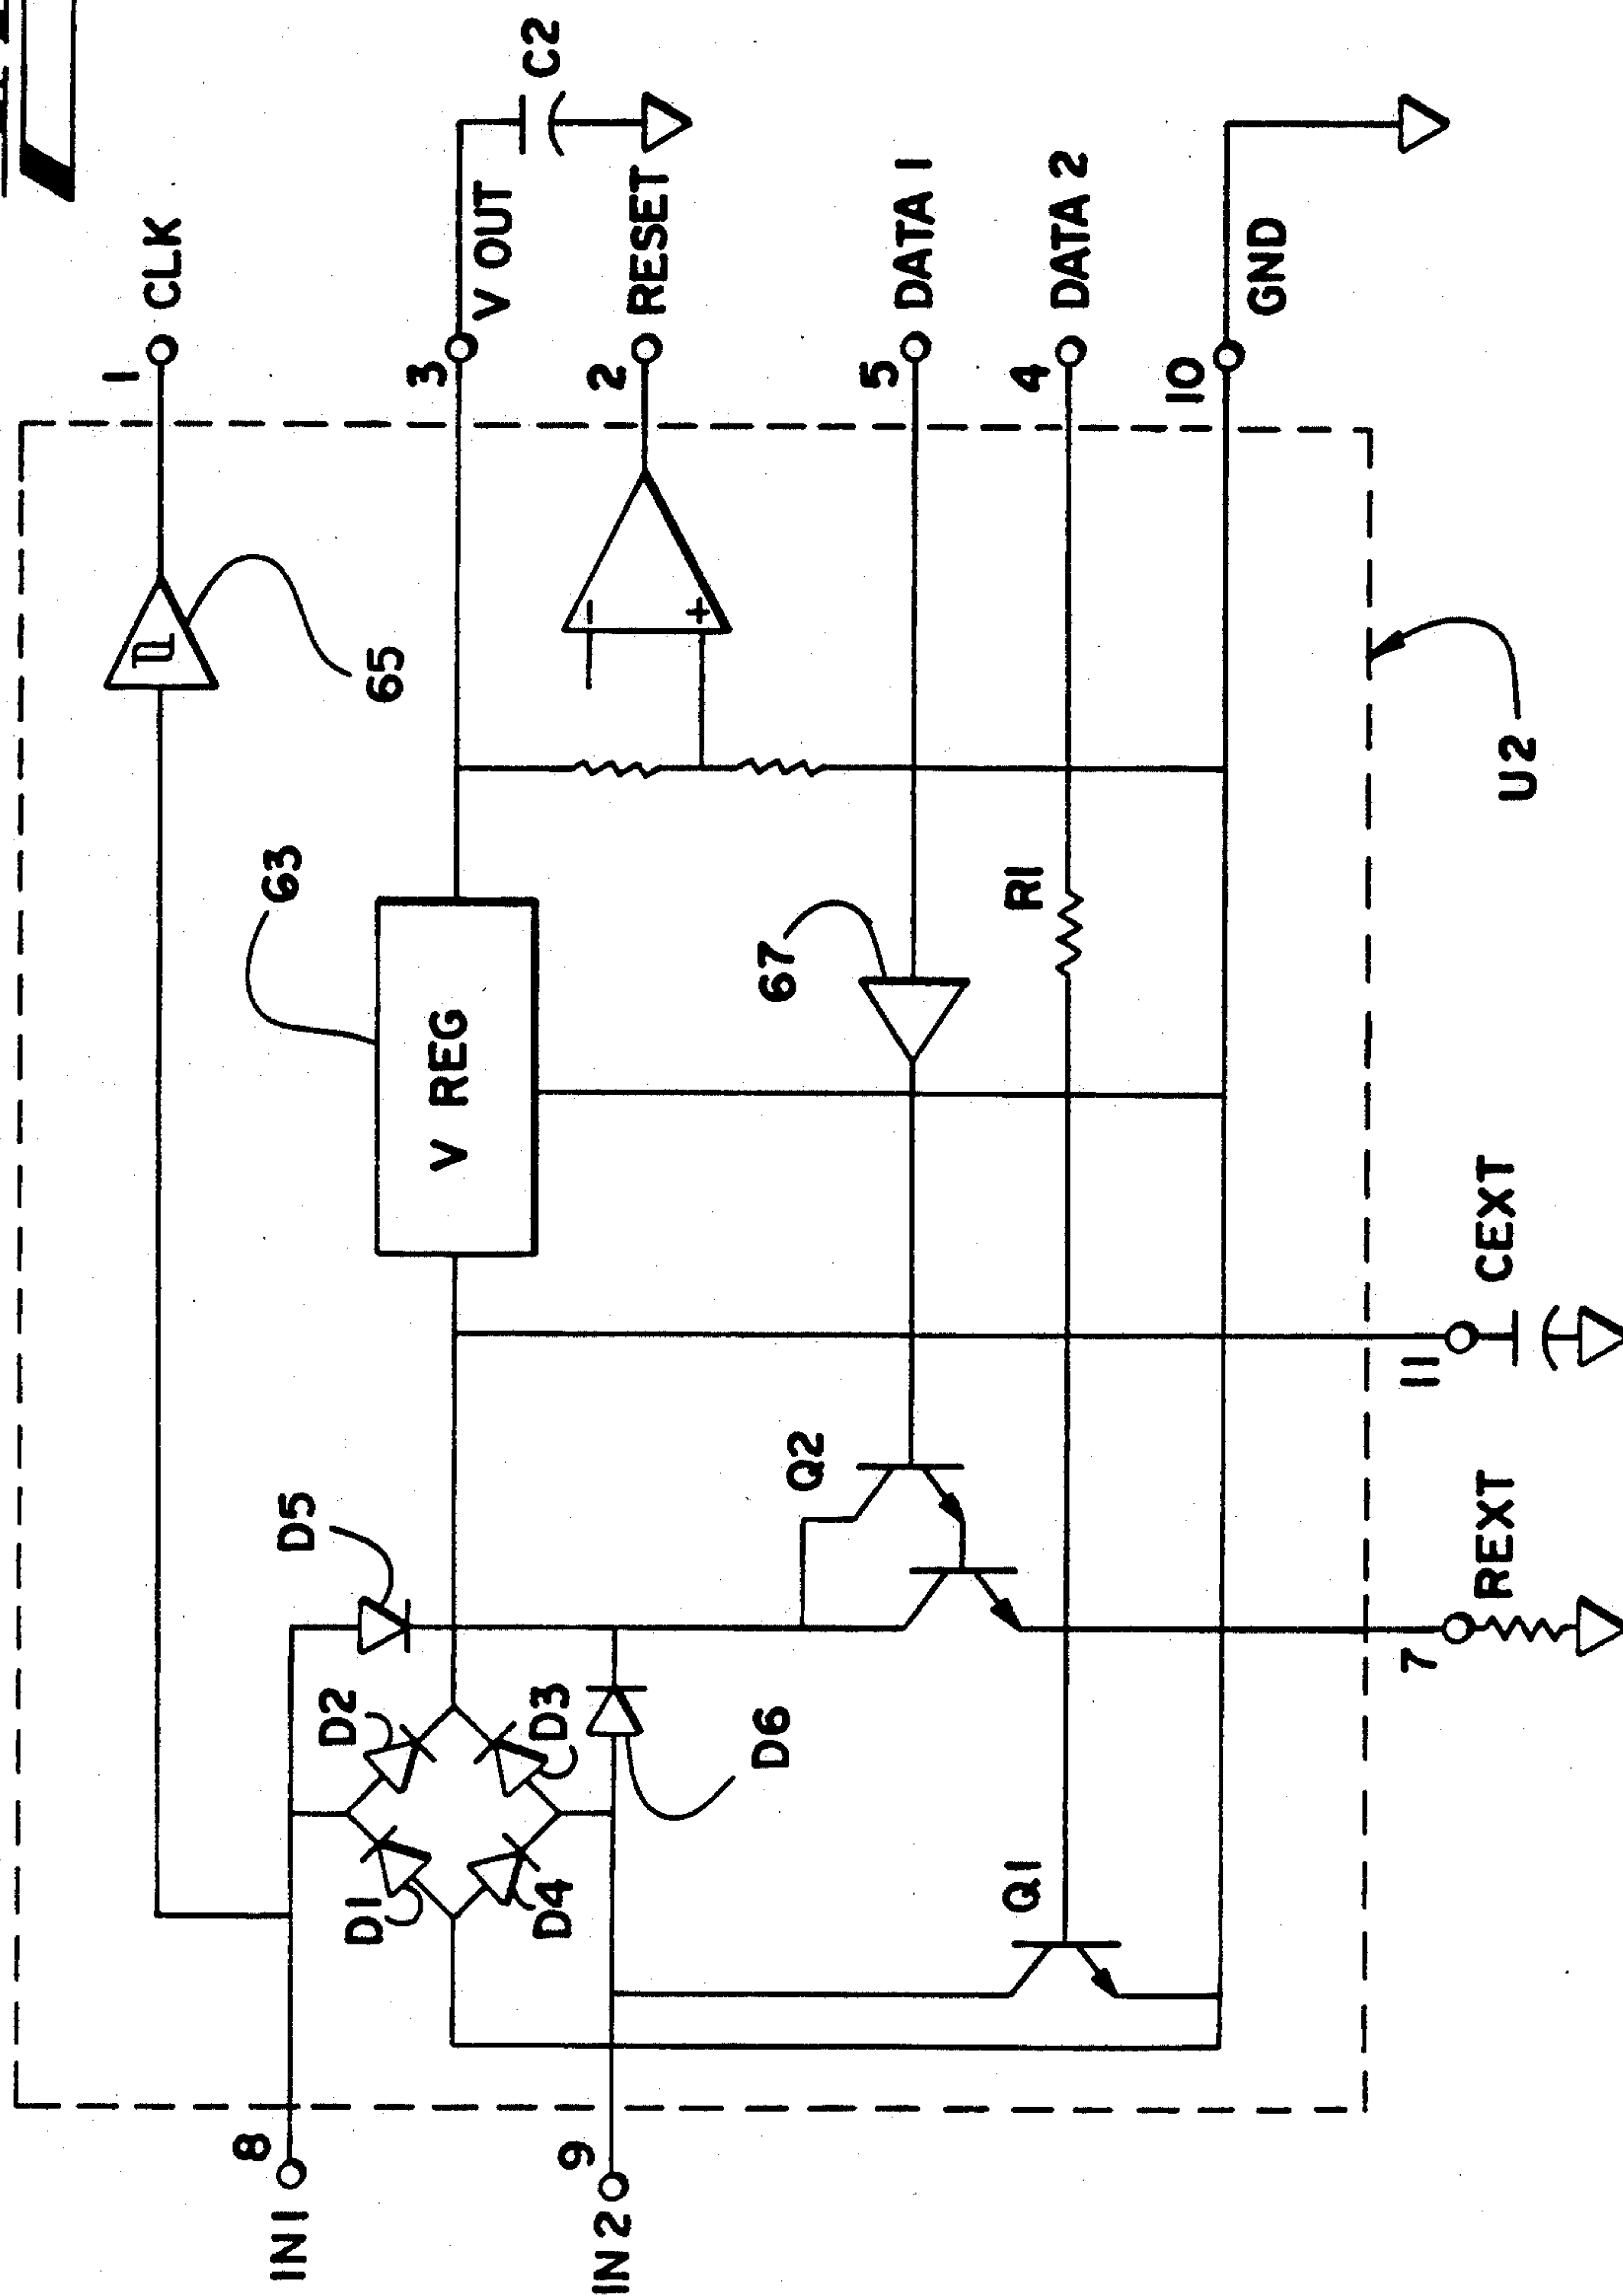 1 CLK
65
63
V REG
3 V OUT
C2
2 RESET
-
+
D5
D2
D1
D3
D4
D6
8
IN1
9
IN2
Q2
67
5 DATA 1
R1
4 DATA 2
Q1
10 GND
7
REXT
11
CEXT
U2